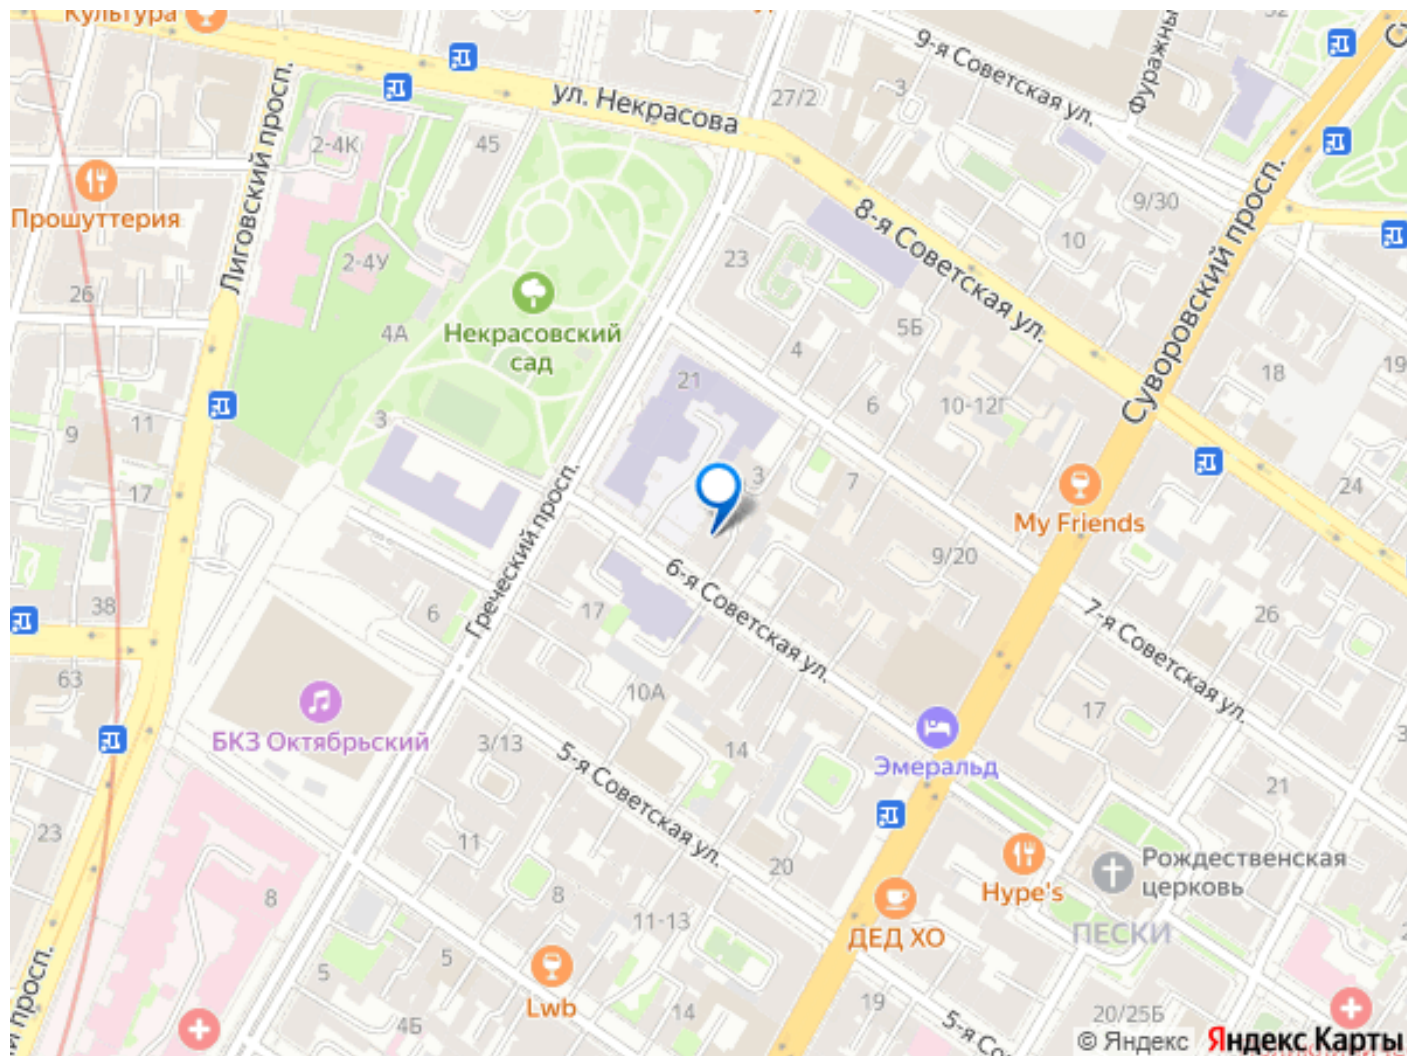 Культура
32
9-я Советская ул.
Фуражный
27/2
3
ул. Некрасова
2-4К
45
Лиговский просп.
Прошуттерия
9/30
8-я Советская ул.
10
Суворовский просп.
23
2-4У
26
Некрасовский
сад
4А
5Б
4
19
18
21
6
10-12Г
11
9
3
17
3
7
24
My Friends
Греческий просп.
9/20
6-я Советская ул.
38
6
17
26
7-я Советская ул.
63
10А
17
БКЗ Октябрьский
3/13
14
5-я Советская ул.
Эмеральд
21
23
11
20
Рождественская
церковь
Hype's
8
8
11-13
ДЕД ХО
ПЕСКИ
5
5
Lwb
14
19
20/25Б
4Б
5-я Со
й просп.
© Яндекс
Яндекс Карты